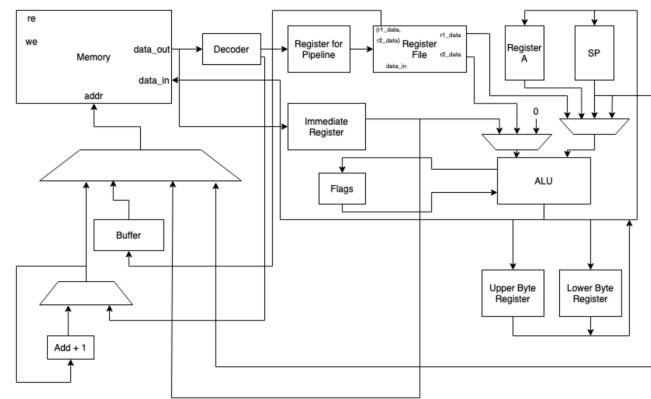 re
we
Memory
data_out
data_in
addr
Decoder
Register for
Pipeline
{r1_data,
r2_data}
r1_data
r2_data
Register
File
data_in
Register
A
SP
Immediate
Register
0
Flags
ALU
Buffer
Upper Byte
Register
Lower Byte
Register
Add + 1